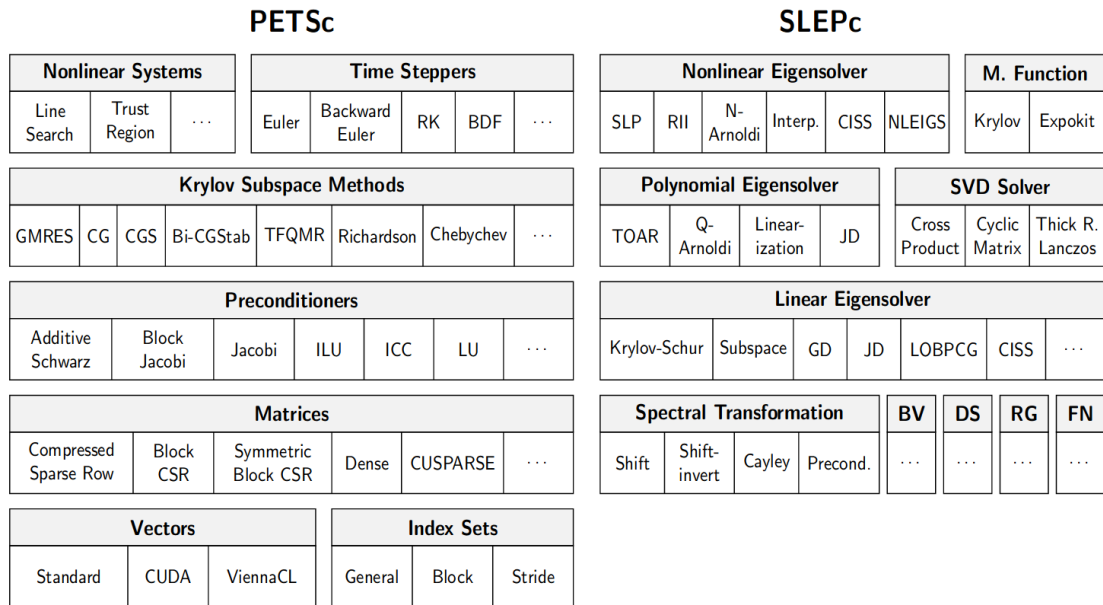 PETSc
SLEPc
Nonlinear Systems
Line
Search
Trust
Region
···
Time Steppers
Euler
Backward
Euler
RK
BDF
···
Nonlinear Eigensolver
SLP
RII
N-
Arnoldi
Interp.
CISS
NLEIGS
M. Function
Krylov
Expokit
Krylov Subspace Methods
GMRES
CG
CGS
Bi-CGStab
TFQMR
Richardson
Chebychev
···
Polynomial Eigensolver
TOAR
Q-
Arnoldi
Linear-
ization
JD
SVD Solver
Cross
Product
Cyclic
Matrix
Thick R.
Lanczos
Preconditioners
Additive
Schwarz
Block
Jacobi
Jacobi
ILU
ICC
LU
···
Linear Eigensolver
Krylov-Schur
Subspace
GD
JD
LOBPCG
CISS
···
Matrices
Compressed
Sparse Row
Block
CSR
Symmetric
Block CSR
Dense
CUSPARSE
···
Spectral Transformation
Shift
Shift-
invert
Cayley
Precond.
BV
···
DS
···
RG
···
FN
···
Vectors
Standard
CUDA
ViennaCL
Index Sets
General
Block
Stride